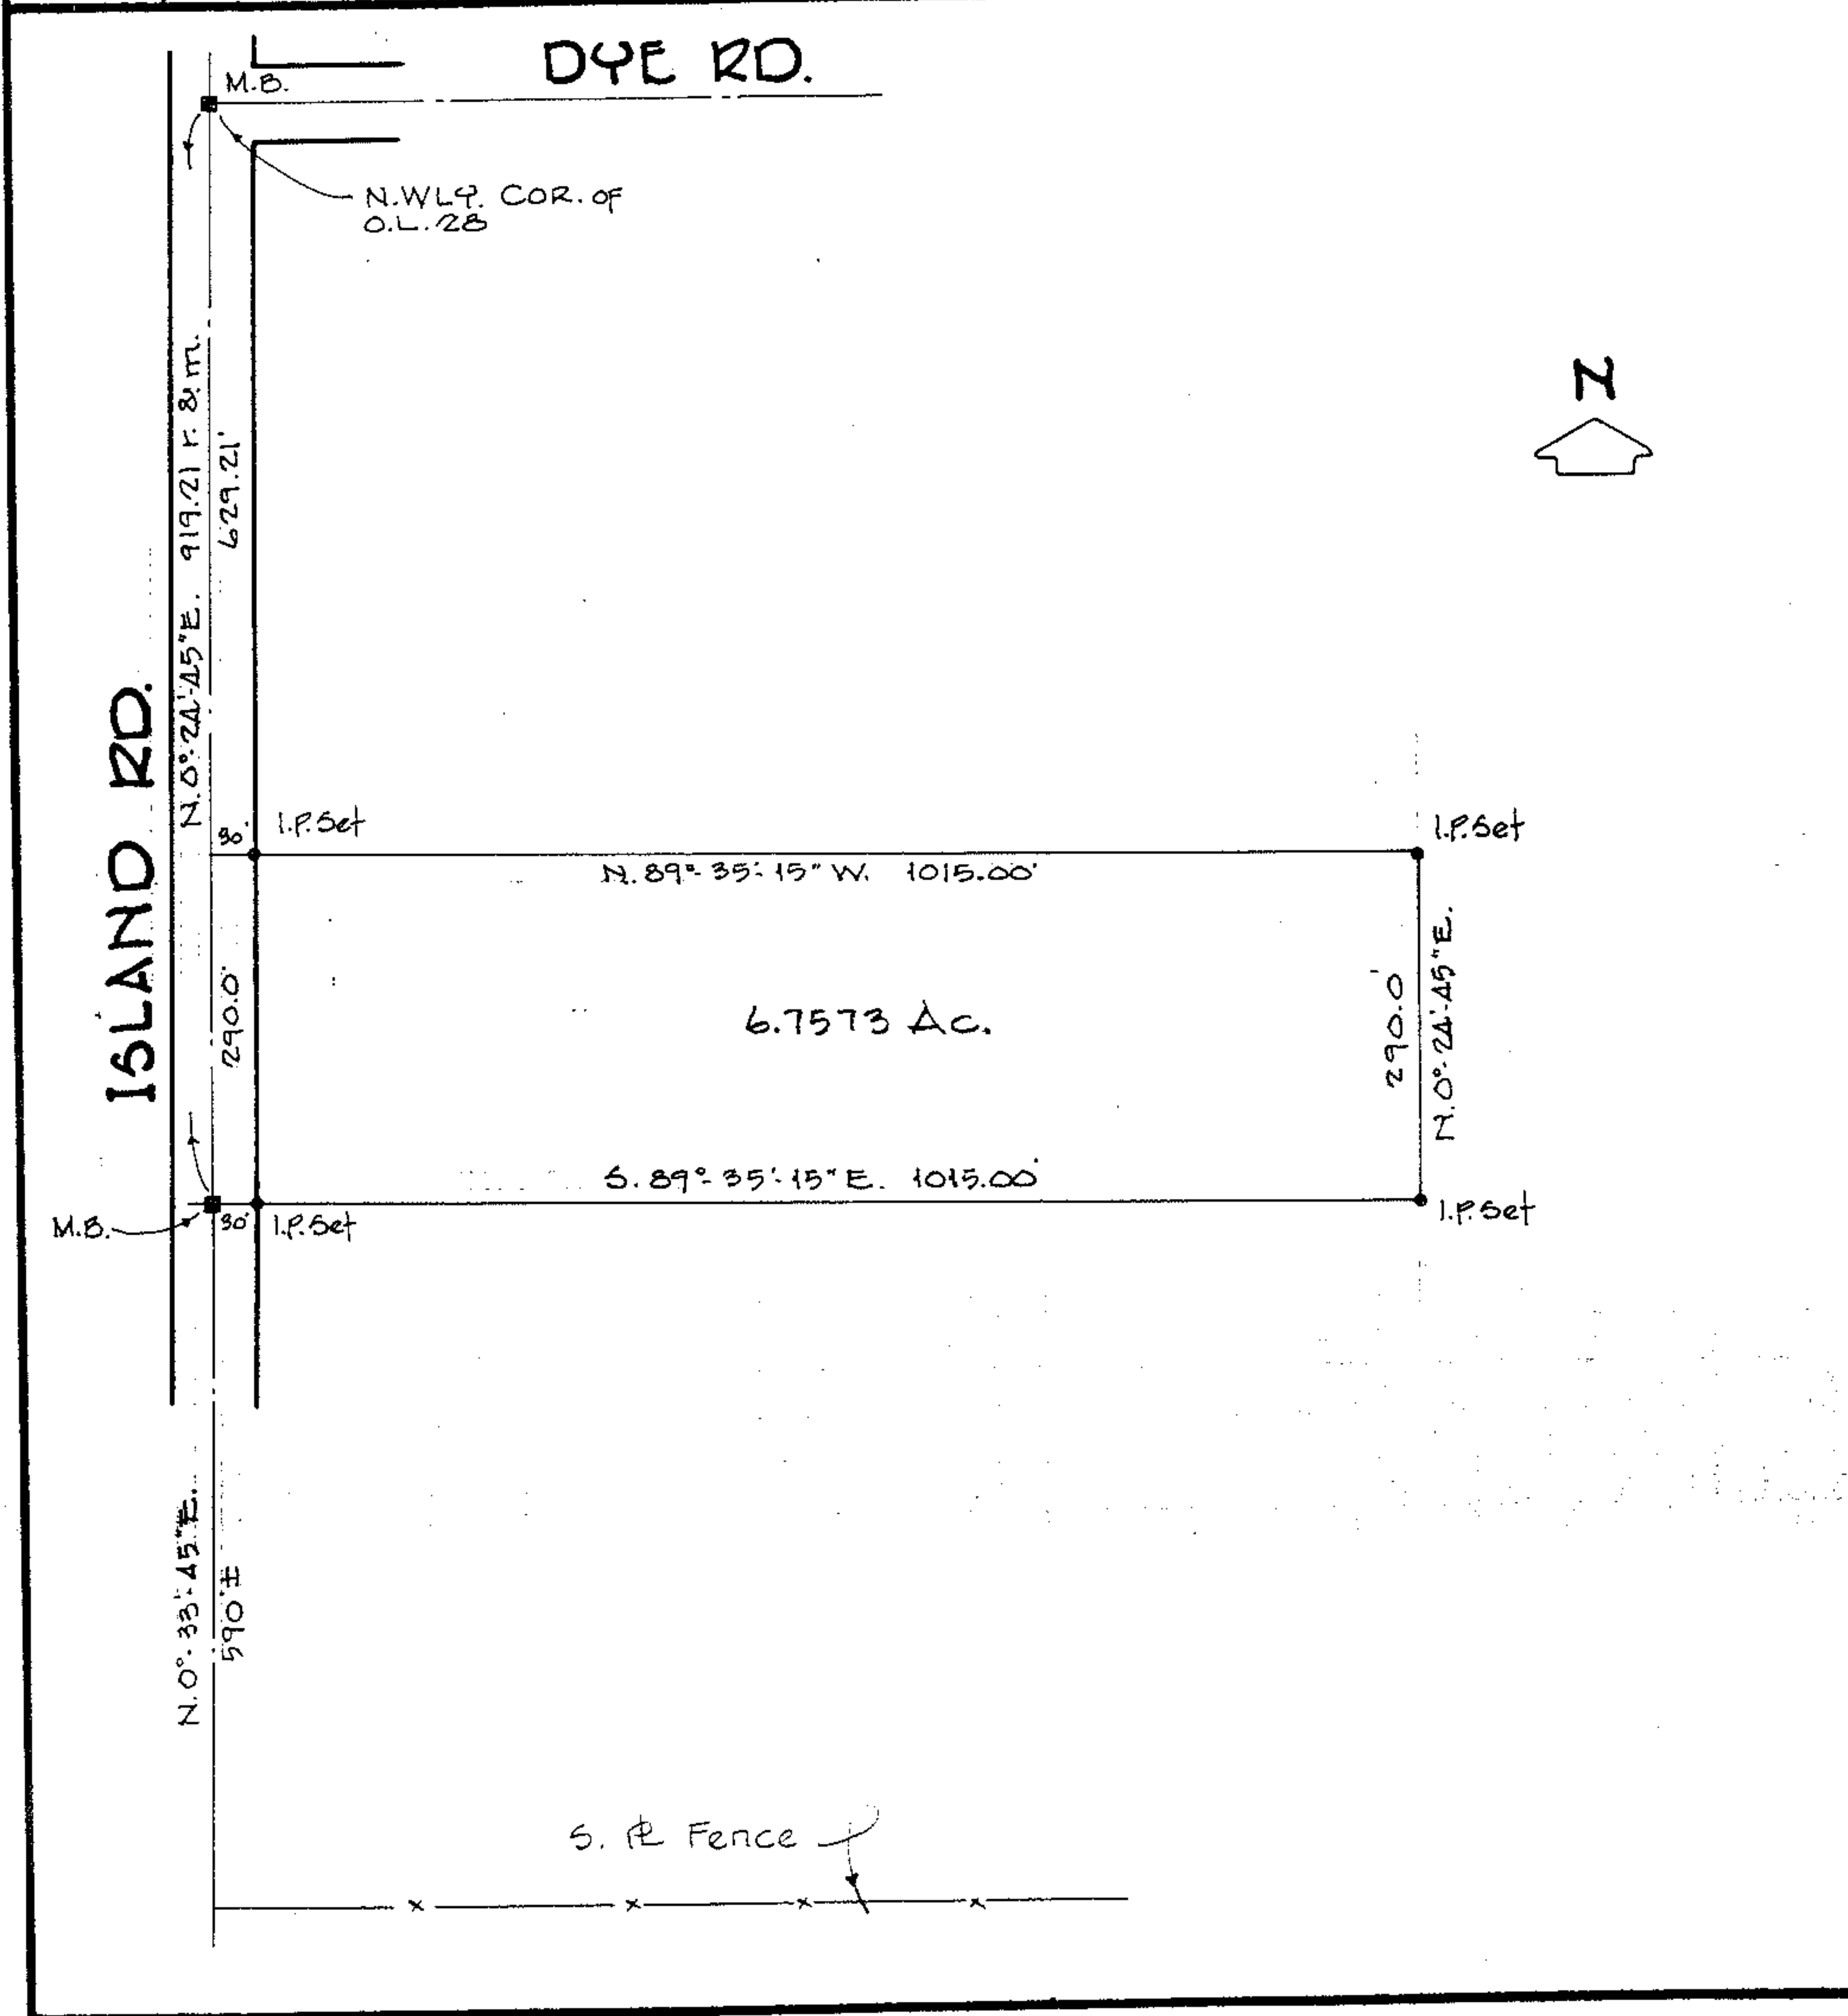 DYE RD.
M.B.
N.WLY. COR. OF
O.L. 28
N
N.0°-24'-45"E. 919.21 r. & m.
629.21'
ISLAND RD.
30'
I.P. Set
I.P. Set
N. 89°-35'-15" W. 1015.00'
290.0'
6.7573 Ac.
290.0'
N.0°-24'-45"E.
S. 89°-35'-15" E. 1015.00'
M.B.
30'
I.P. Set
I.P. Set
N.0°-33'-45"E.
590'±
S. PL Fence